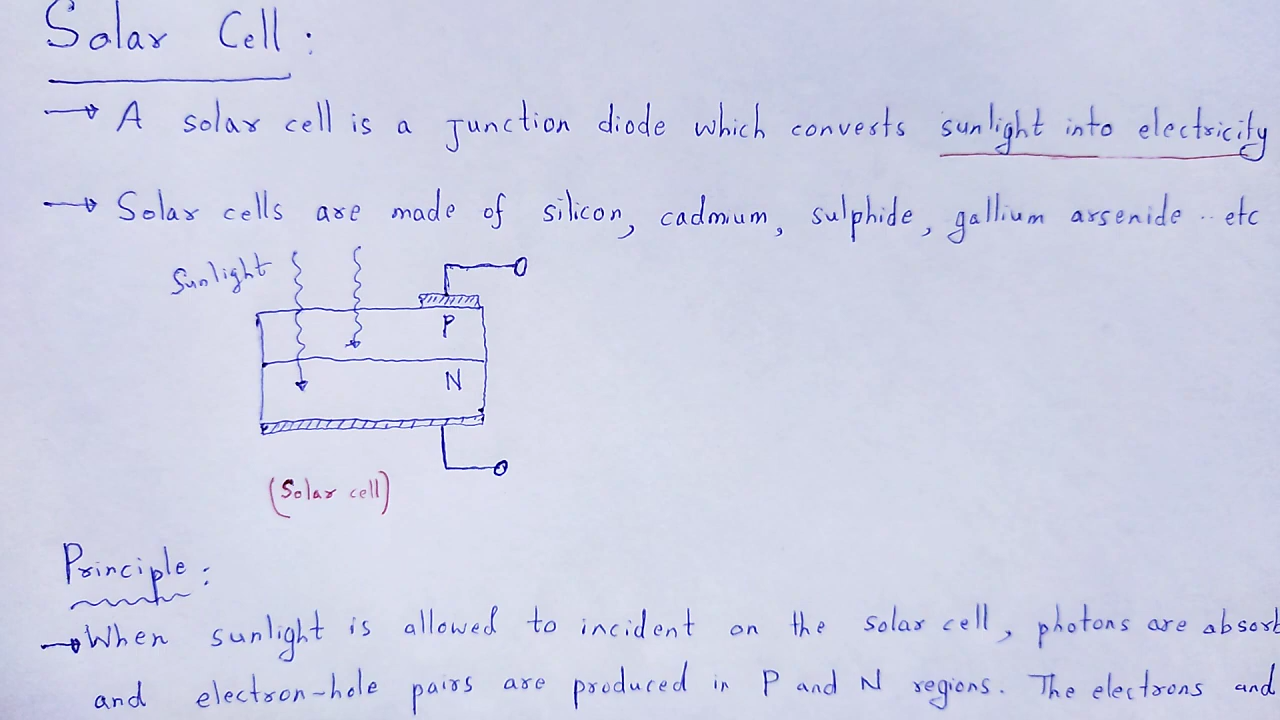 Solar Cell :
→ A solar cell is a Junction diode which converts sunlight into electricity
→ Solar cells are made of silicon, cadmium, sulphide, gallium arsenide .. etc
Sunlight
P
N
(Solar cell)
Principle :
→ When sunlight is allowed to incident on the solar cell, photons are absorb
and electron-hole pairs are produced in P and N regions. The electrons and